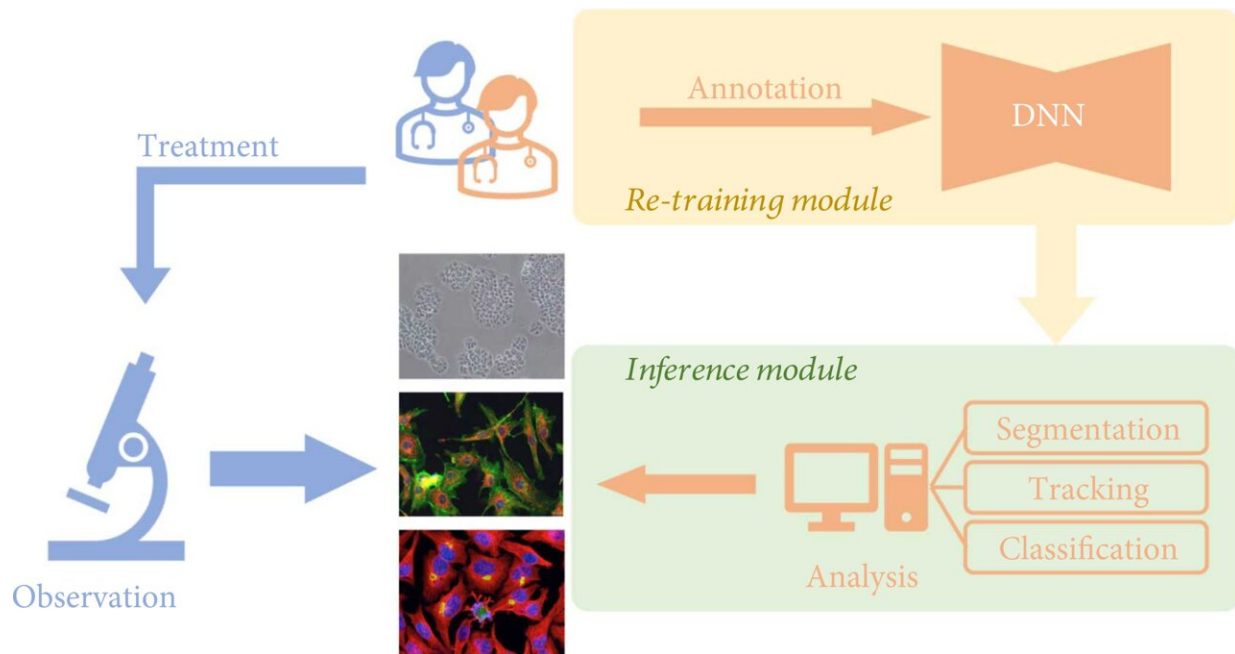 Treatment
Annotation
DNN
Re-training module
Inference module
Segmentation
Tracking
Classification
Analysis
Observation